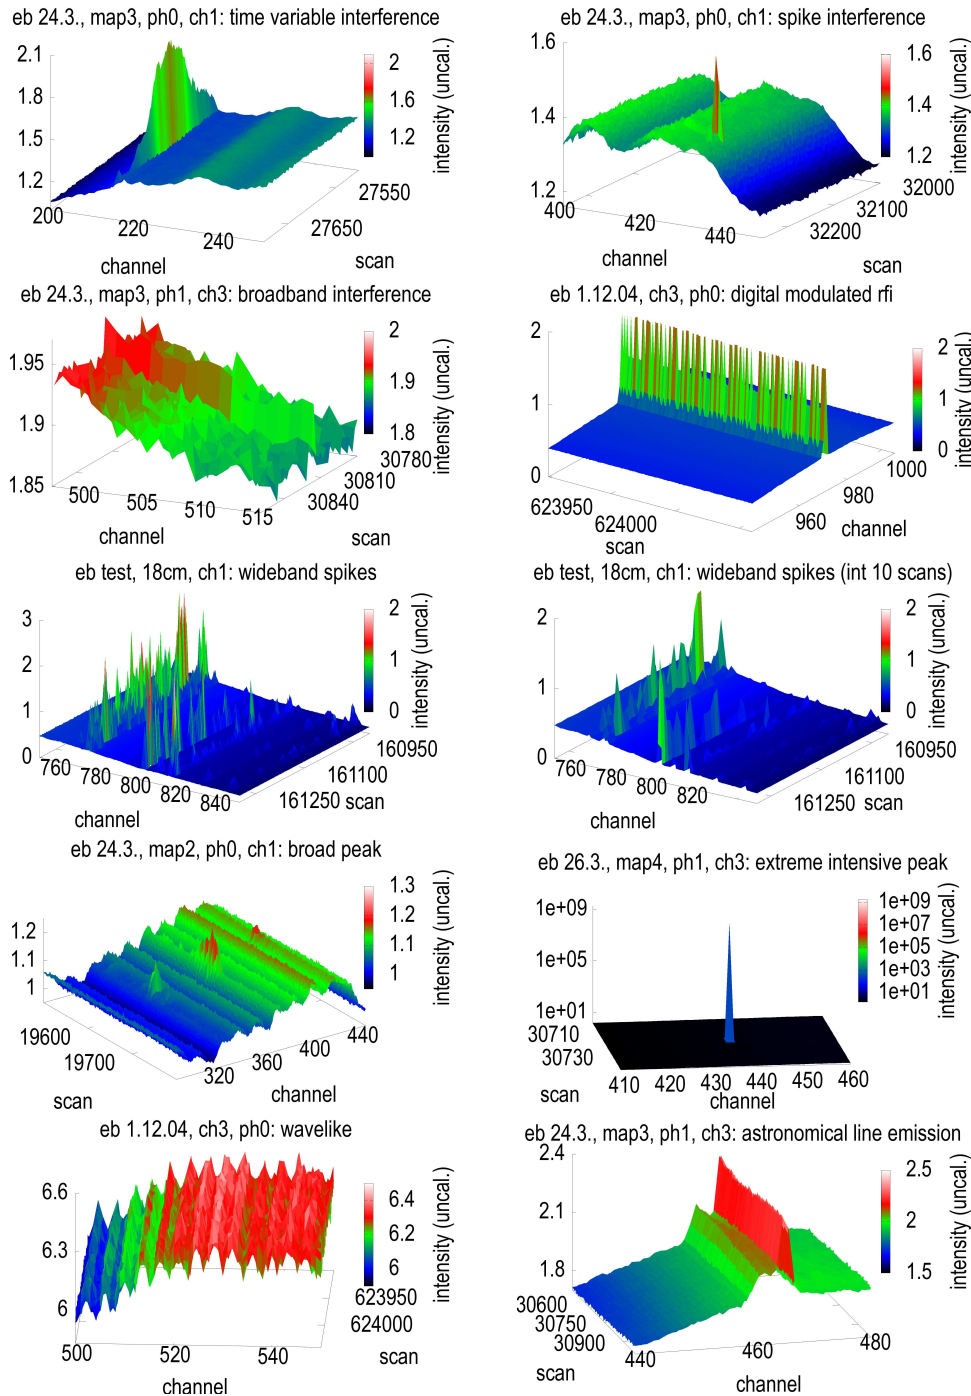 eb 24.3., map3, ph0, ch1: time variable interference
2.1
1.8
1.5
1.2
200
220
240
channel
27550
27650
scan
2
1.6
1.2
intensity (uncal.)
eb 24.3., map3, ph0, ch1: spike interference
1.6
1.4
1.3
1.2
400
420
440
channel
32000
32100
32200
scan
1.6
1.4
1.2
intensity (uncal.)
eb 24.3., map3, ph1, ch3: broadband interference
1.95
1.9
1.85
500
505
510
515
channel
30780
30810
30840
scan
2
1.9
1.8
intensity (uncal.)
eb 1.12.04, ch3, ph0: digital modulated rfi
2
1
0
623950
624000
scan
1000
980
960
channel
2
1
0
intensity (uncal.)
eb test, 18cm, ch1: wideband spikes
3
2
1
0
760
780
800
820
840
channel
160950
161100
161250
scan
2
1
0
intensity (uncal.)
eb test, 18cm, ch1: wideband spikes (int 10 scans)
2
1
0
760
780
800
820
channel
160950
161100
161250
scan
2
1
0
intensity (uncal.)
eb 24.3., map2, ph0, ch1: broad peak
1.2
1.1
1
19600
19700
scan
320
360
400
440
channel
1.3
1.2
1.1
1
intensity (uncal.)
eb 26.3., map4, ph1, ch3: extreme intensive peak
1e+09
1e+05
1e+01
30710
30730
scan
410
420
430
440
450
460
channel
1e+09
1e+07
1e+05
1e+03
1e+01
intensity (uncal.)
eb 1.12.04, ch3, ph0: wavelike
6.6
6.3
6
500
520
540
channel
623950
624000
scan
6.4
6.2
6
intensity (uncal.)
eb 24.3., map3, ph1, ch3: astronomical line emission
2.4
2.1
1.8
30600
30750
30900
scan
440
460
480
channel
2.5
2
1.5
intensity (uncal.)